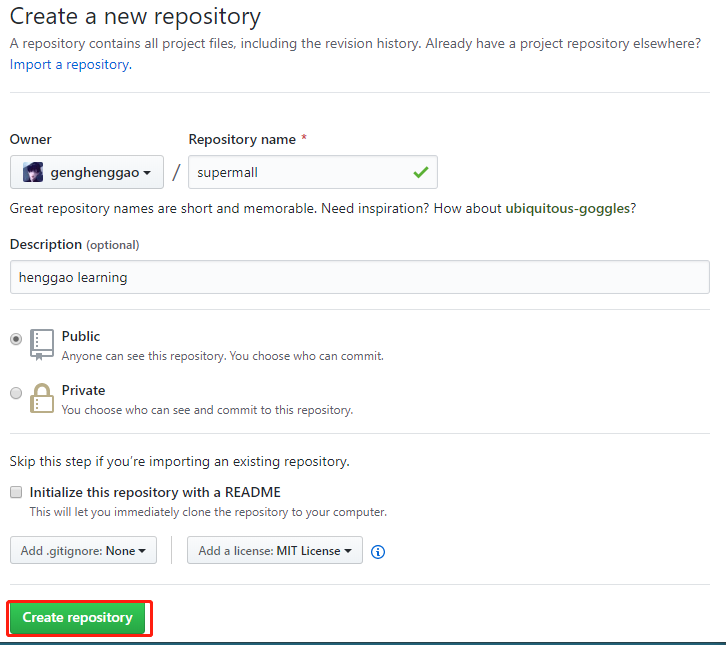 Create a new repository
A repository contains all project files, including the revision history. Already have a project repository elsewhere?
Import a repository.
Owner
Repository name *
genghenggao
/
supermall
Great repository names are short and memorable. Need inspiration? How about ubiquitous-goggles?
Description (optional)
henggao learning
Public
Anyone can see this repository. You choose who can commit.
Private
You choose who can see and commit to this repository.
Skip this step if you're importing an existing repository.
Initialize this repository with a README
This will let you immediately clone the repository to your computer.
Add .gitignore: None
Add a license: MIT License
Create repository